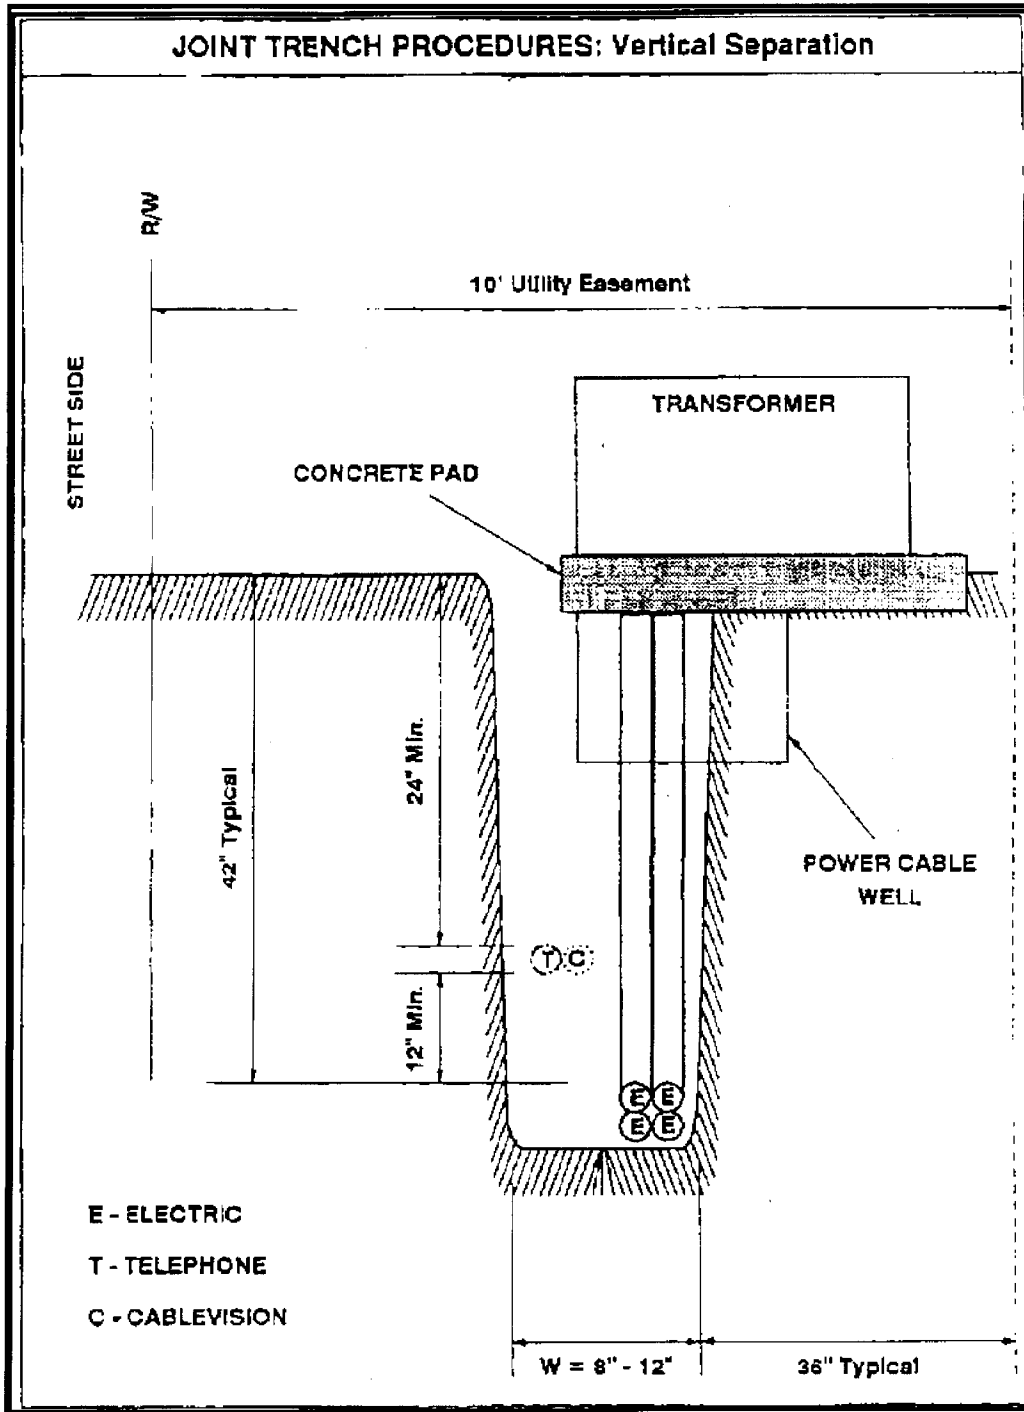 JOINT TRENCH PROCEDURES: Vertical Separation
R/W
10' Utility Easement
STREET SIDE
TRANSFORMER
CONCRETE PAD
42" Typical
24" Min.
POWER CABLE
WELL
T C
12" Min.
E E
E E
E - ELECTRIC
T - TELEPHONE
C - CABLEVISION
W = 8" - 12"
36" Typical